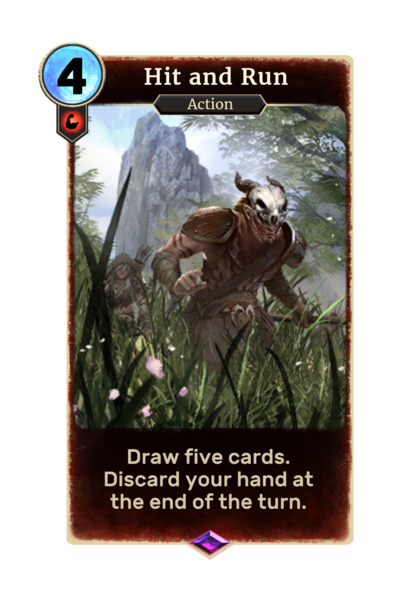 4
Hit and Run
Action
Draw five cards.
Discard your hand at
the end of the turn.